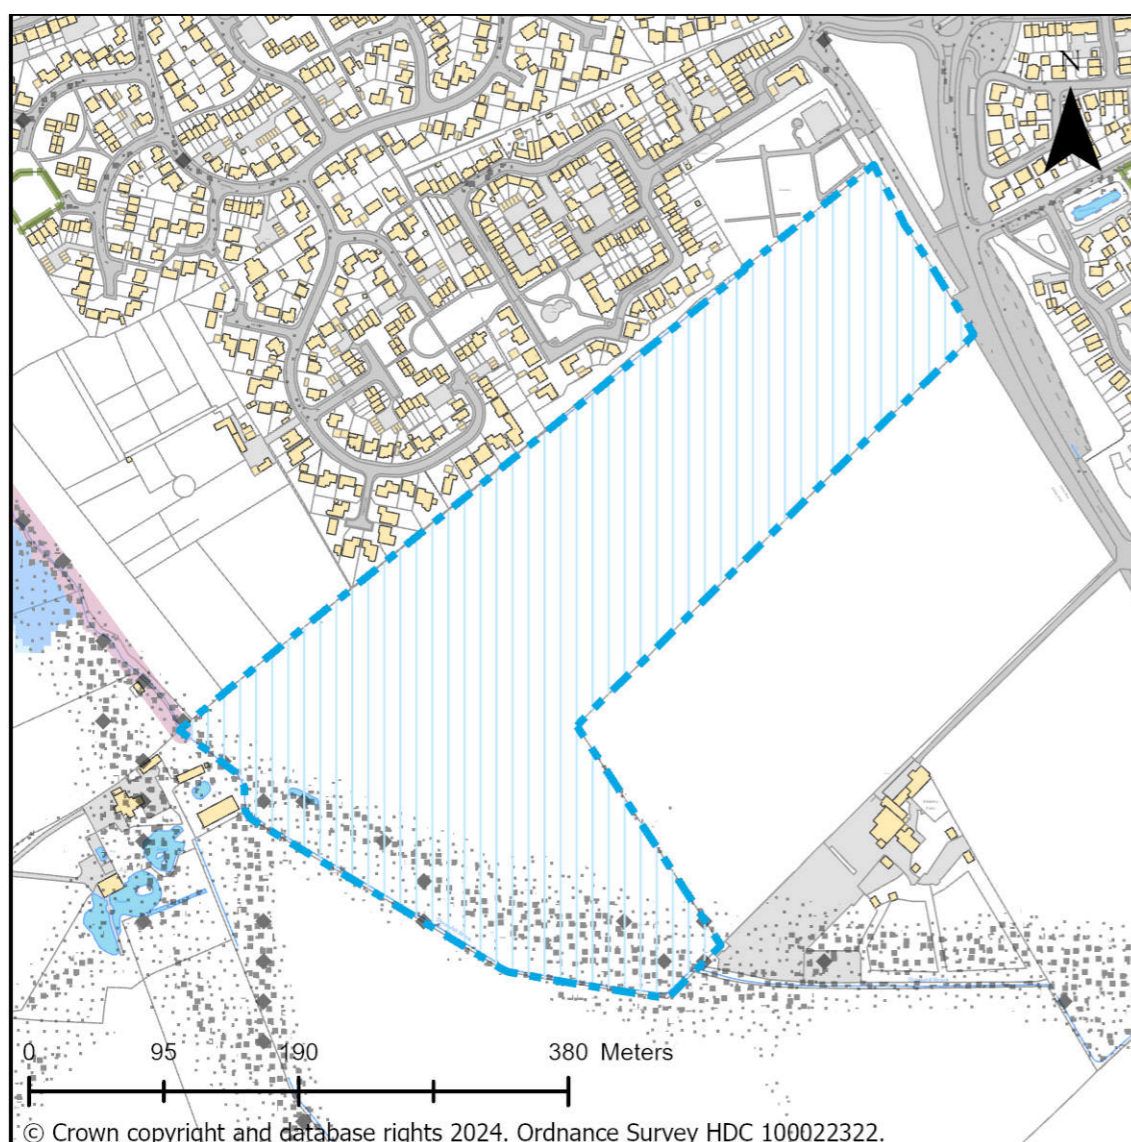 N
0 95 190 380 Meters
© Crown copyright and database rights 2024. Ordnance Survey HDC 100022322.